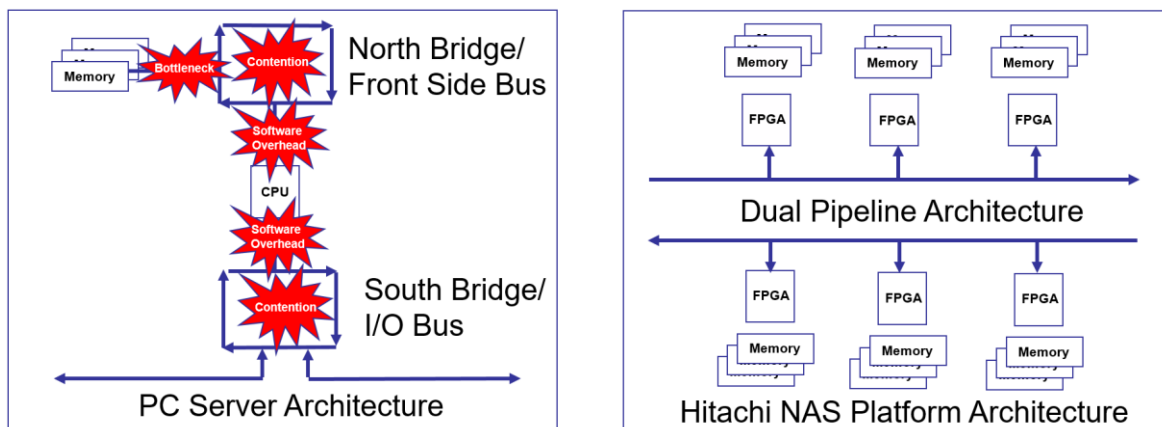 Memory
Bottleneck
Contention
North Bridge/
Front Side Bus
Software
Overhead
CPU
Software
Overhead
Contention
South Bridge/
I/O Bus
PC Server Architecture
Memory
Memory
Memory
FPGA
FPGA
FPGA
Dual Pipeline Architecture
FPGA
FPGA
FPGA
Memory
Memory
Memory
Hitachi NAS Platform Architecture